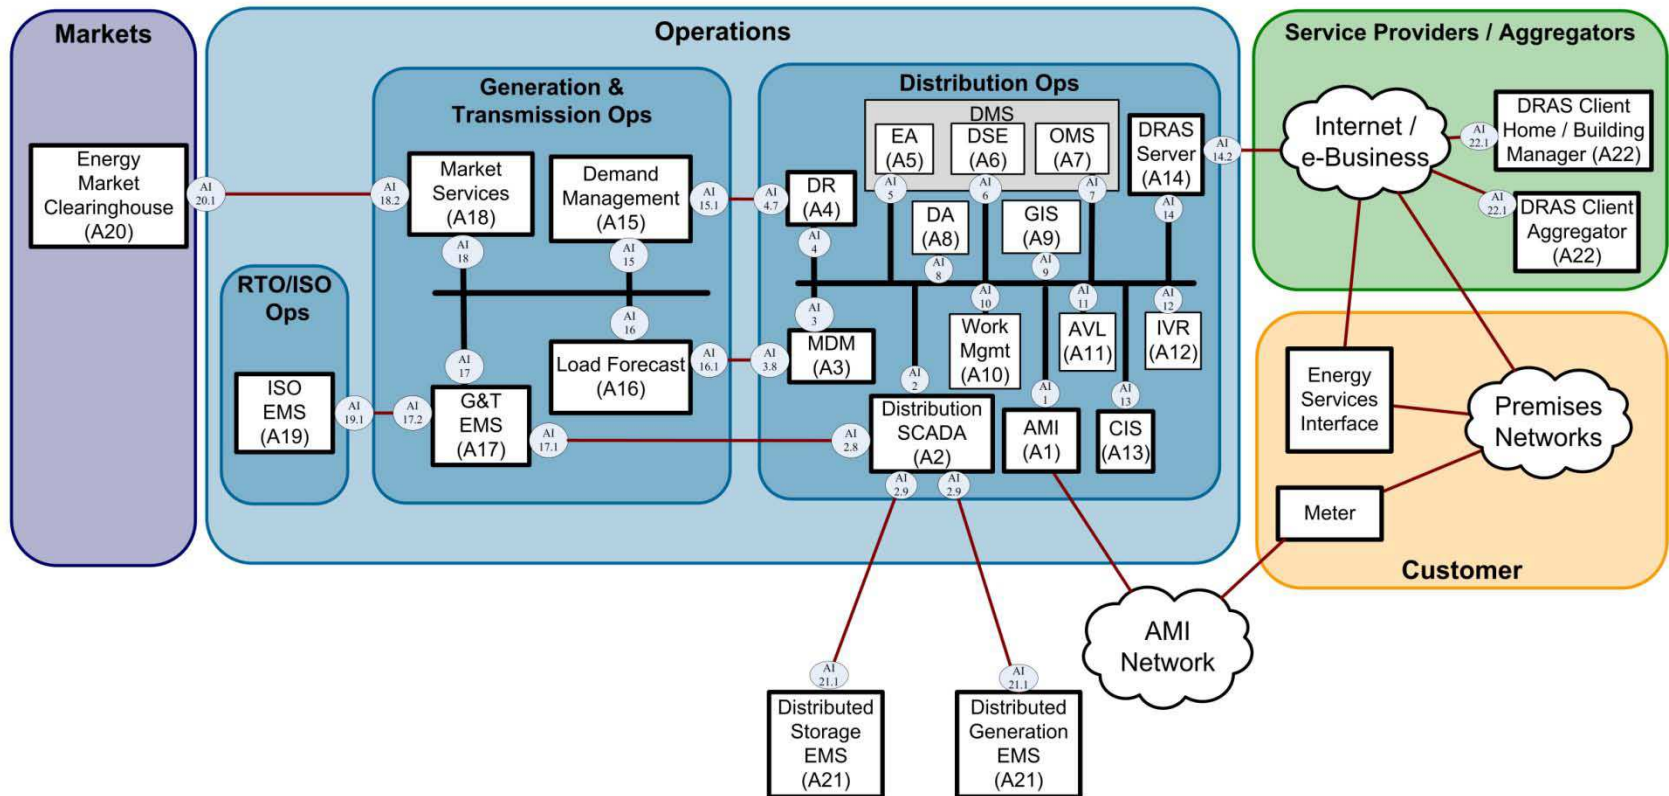 Markets
Energy
Market
Clearinghouse
(A20)
AI
20.1
Operations
RTO/ISO
Ops
ISO
EMS
(A19)
AI
19.1
Generation &
Transmission Ops
AI
18.2
Market
Services
(A18)
AI
18
Demand
Management
(A15)
AI
15.1
AI
15
AI
16
Load Forecast
(A16)
AI
16.1
AI
17
AI
17.2
G&T
EMS
(A17)
AI
17.1
Distribution Ops
DMS
EA
(A5)
DSE
(A6)
OMS
(A7)
AI
5
AI
6
AI
7
DRAS
Server
(A14)
AI
14.2
AI
14
AI
4.7
DR
(A4)
AI
4
DA
(A8)
AI
8
GIS
(A9)
AI
9
AI
3
AI
3.8
MDM
(A3)
AI
10
Work
Mgmt
(A10)
AI
11
AVL
(A11)
AI
12
IVR
(A12)
AI
2
AI
2.8
Distribution
SCADA
(A2)
AI
2.9
AI
2.9
AI
1
AMI
(A1)
AI
13
CIS
(A13)
Service Providers / Aggregators
Internet /
e-Business
AI
22.1
DRAS Client
Home / Building
Manager (A22)
AI
22.1
DRAS Client
Aggregator
(A22)
Energy
Services
Interface
Premises
Networks
Meter
Customer
AMI
Network
AI
21.1
Distributed
Storage
EMS
(A21)
AI
21.1
Distributed
Generation
EMS
(A21)